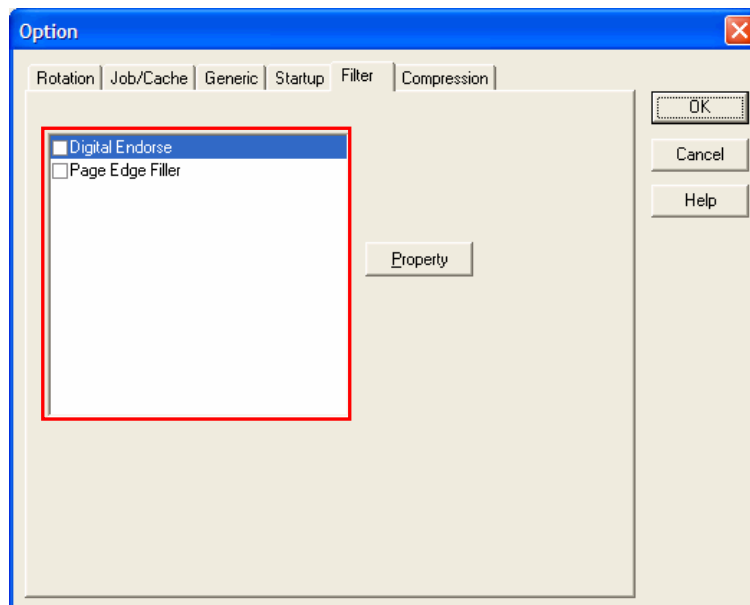 Option
Rotation Job/Cache Generic Startup Filter Compression
OK
Digital Endorse
Cancel
Page Edge Filler
Help
Property